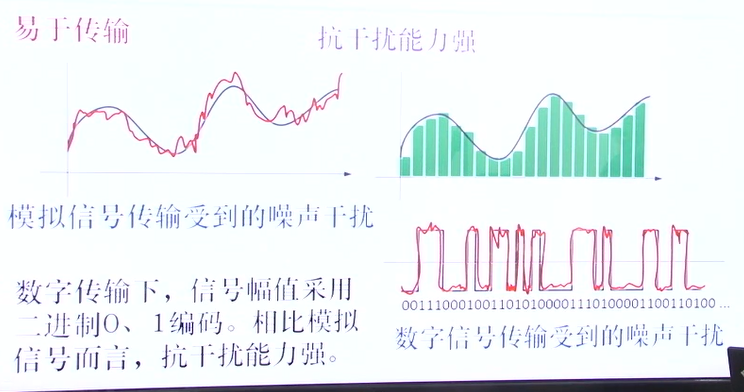 易于传输
抗干扰能力强
模拟信号传输受到的噪声干扰
数字传输下，信号幅值采用
二进制0、1编码。相比模拟
信号而言，抗干扰能力强。
0011100010011010100001110100001100110100 ...
数字信号传输受到的噪声干扰